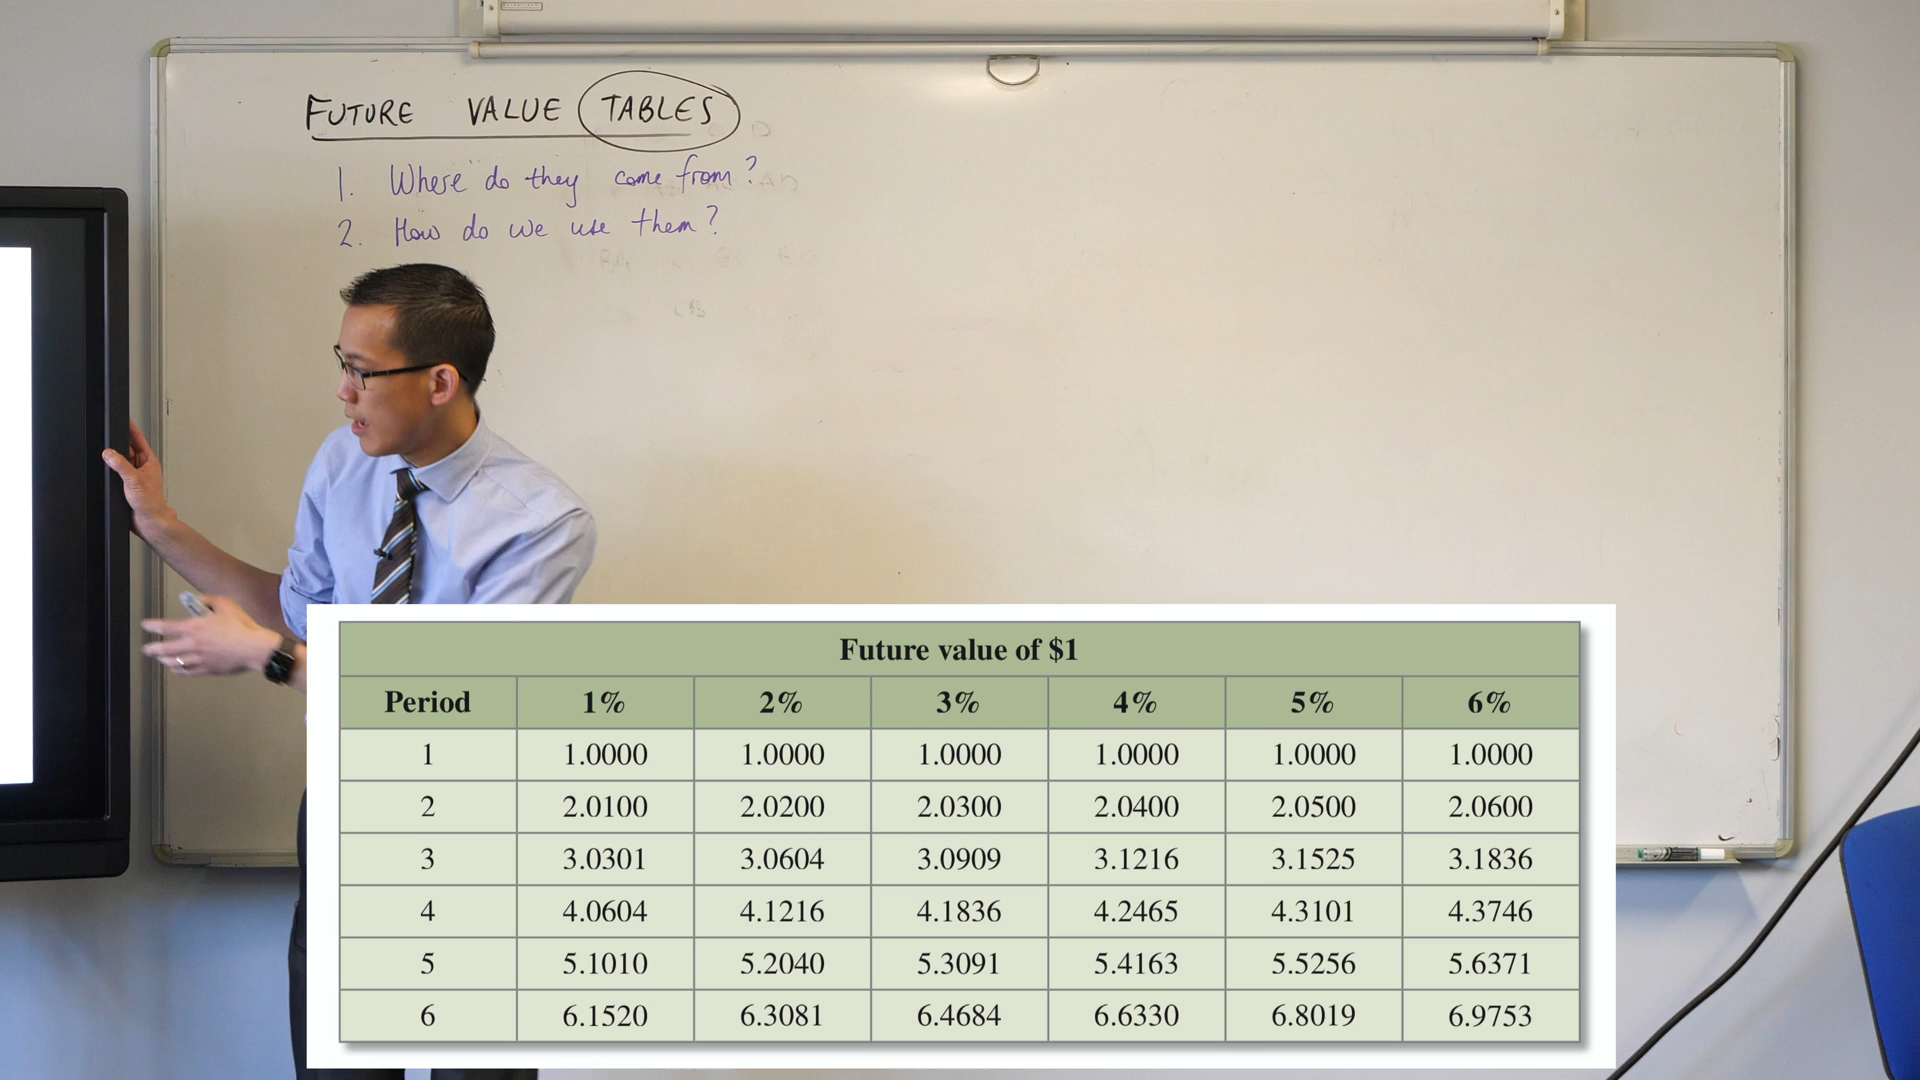 FUTURE VALUE TABLES
1. Where do they come from?
2. How do we use them?
Future value of $1
Period 1% 2% 3% 4% 5% 6%
1 1.0000 1.0000 1.0000 1.0000 1.0000 1.0000
2 2.0100 2.0200 2.0300 2.0400 2.0500 2.0600
3 3.0301 3.0604 3.0909 3.1216 3.1525 3.1836
4 4.0604 4.1216 4.1836 4.2465 4.3101 4.3746
5 5.1010 5.2040 5.3091 5.4163 5.5256 5.6371
6 6.1520 6.3081 6.4684 6.6330 6.8019 6.9753